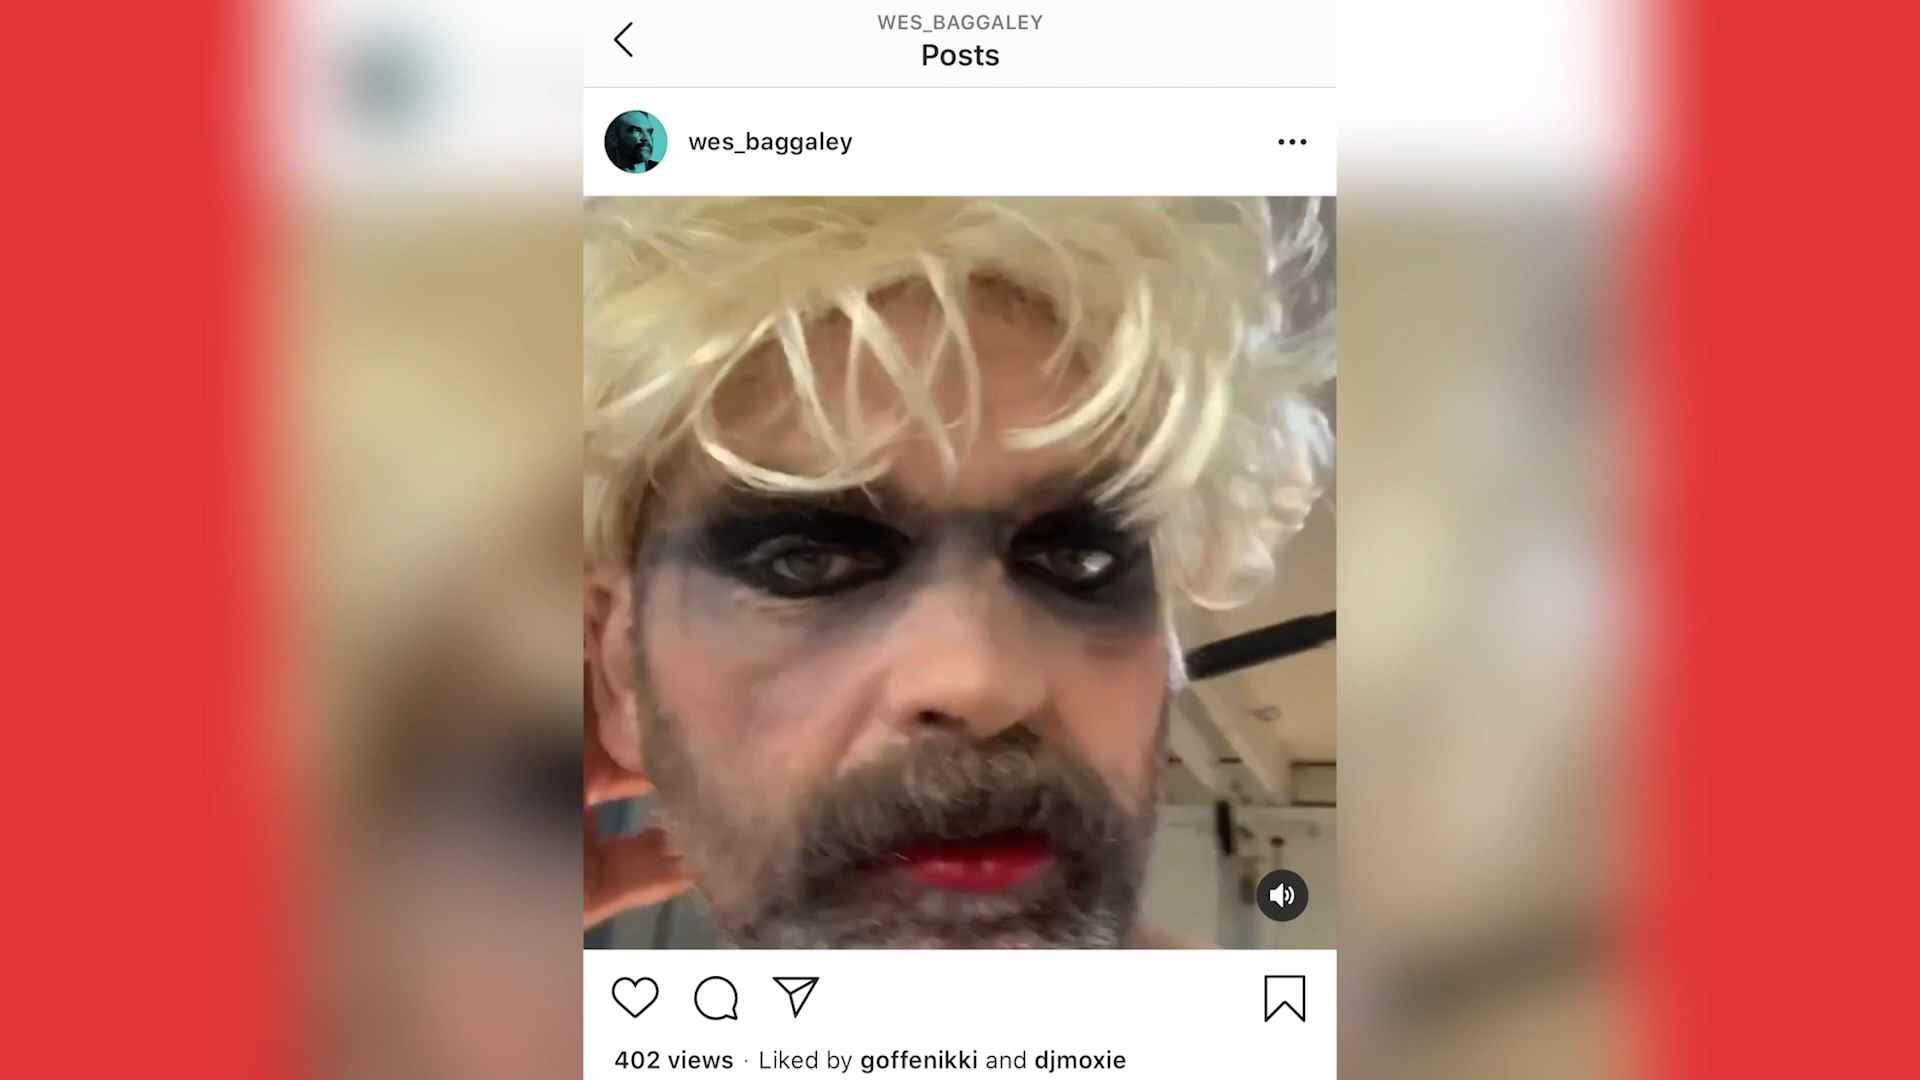 WES_BAGGALEY
Posts
wes_baggaley
402 views · Liked by goffenikki and djmoxie